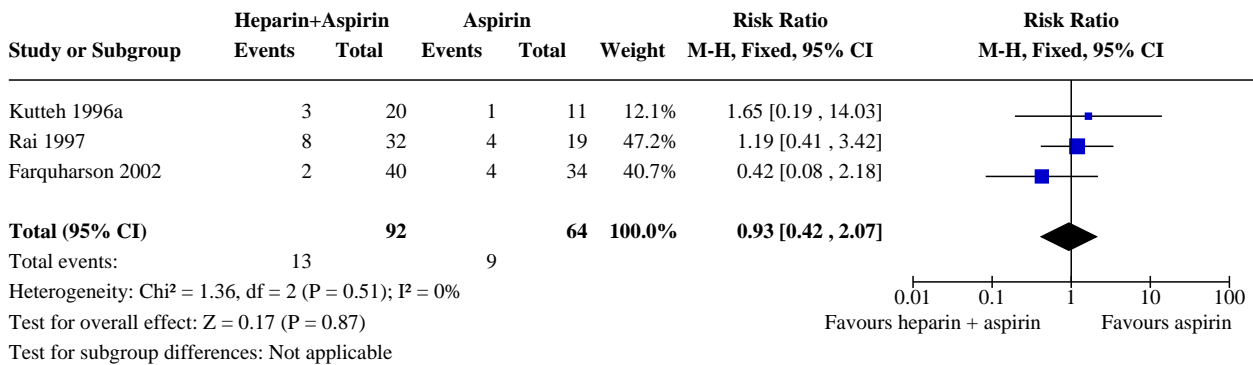 Heparin+Aspirin Aspirin Risk Ratio Risk Ratio
Study or Subgroup Events Total Events Total Weight M-H, Fixed, 95% CI M-H, Fixed, 95% CI
Kutteh 1996a 3 20 1 11 12.1% 1.65 [0.19 , 14.03]
Rai 1997 8 32 4 19 47.2% 1.19 [0.41 , 3.42]
Farquharson 2002 2 40 4 34 40.7% 0.42 [0.08 , 2.18]
Total (95% CI) 92 64 100.0% 0.93 [0.42 , 2.07]
Total events: 13 9
Heterogeneity: Chi² = 1.36, df = 2 (P = 0.51); I² = 0%
0.01 0.1 1 10 100
Test for overall effect: Z = 0.17 (P = 0.87) Favours heparin + aspirin Favours aspirin
Test for subgroup differences: Not applicable